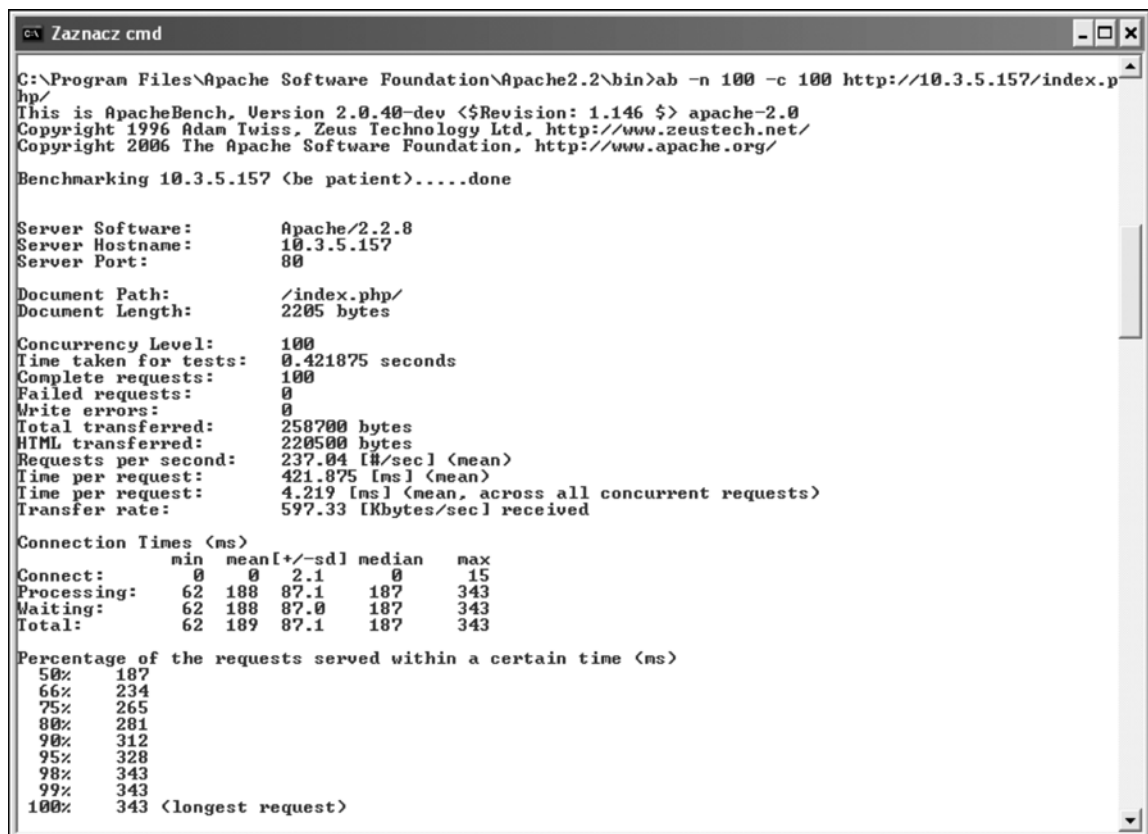 Zaznacz cmd
C:\Program Files\Apache Software Foundation\Apache2.2\bin>ab -n 100 -c 100 http://10.3.5.157/index.p
hp/
This is ApacheBench, Version 2.0.40-dev <$Revision: 1.146 $> apache-2.0
Copyright 1996 Adam Twiss, Zeus Technology Ltd, http://www.zeustech.net/
Copyright 2006 The Apache Software Foundation, http://www.apache.org/
Benchmarking 10.3.5.157 (be patient).....done
Server Software: Apache/2.2.8
Server Hostname: 10.3.5.157
Server Port: 80
Document Path: /index.php/
Document Length: 2205 bytes
Concurrency Level: 100
Time taken for tests: 0.421875 seconds
Complete requests: 100
Failed requests: 0
Write errors: 0
Total transferred: 258700 bytes
HTML transferred: 220500 bytes
Requests per second: 237.04 [#/sec] (mean)
Time per request: 421.875 [ms] (mean)
Time per request: 4.219 [ms] (mean, across all concurrent requests)
Transfer rate: 597.33 [Kbytes/sec] received
Connection Times (ms)
min mean[+/-sd] median max
Connect: 0 0 2.1 0 15
Processing: 62 188 87.1 187 343
Waiting: 62 188 87.0 187 343
Total: 62 189 87.1 187 343
Percentage of the requests served within a certain time (ms)
50% 187
66% 234
75% 265
80% 281
90% 312
95% 328
98% 343
99% 343
100% 343 (longest request)